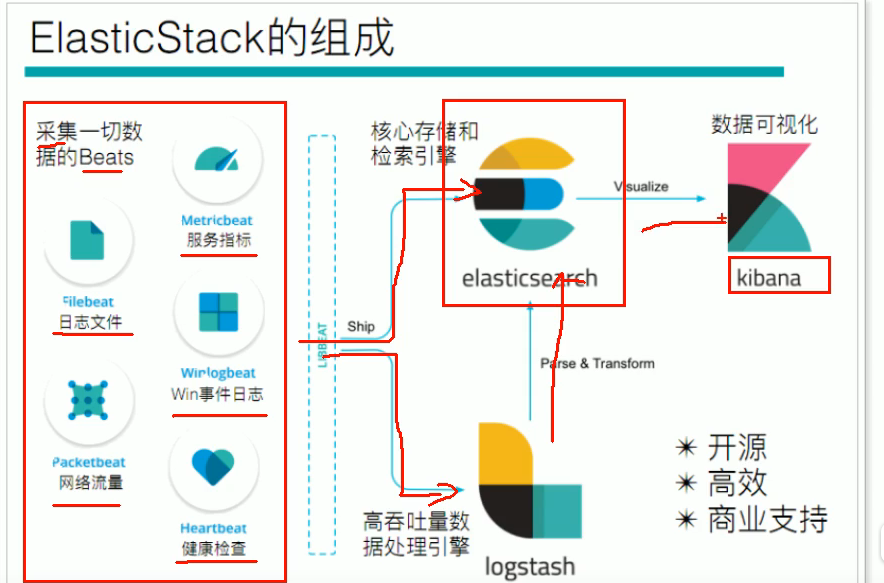 ElasticStack的组成
采集一切数
据的Beats
Metricbeat
服务指标
Filebeat
日志文件
Winlogbeat
Win事件日志
Packetbeat
网络流量
Heartbeat
健康检查
LIBBEAT
Ship
核心存储和
检索引擎
elasticsearch
Visualize
数据可视化
kibana
Parse & Transform
高吞吐量数
据处理引擎
logstash
✴ 开源
✴ 高效
✴ 商业支持